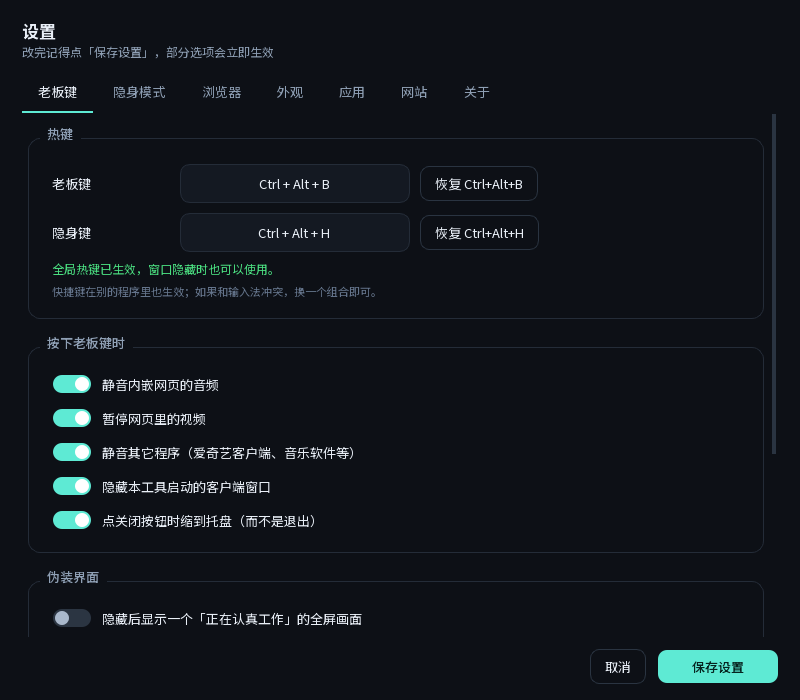 设置
改完记得点「保存设置」，部分选项会立即生效
老板键 隐身模式 浏览器 外观 应用 网站 关于
热键
老板键 Ctrl + Alt + B 恢复 Ctrl+Alt+B
隐身键 Ctrl + Alt + H 恢复 Ctrl+Alt+H
全局热键已生效，窗口隐藏时也可以使用。
快捷键在别的程序里也生效；如果和输入法冲突，换一个组合即可。
按下老板键时
静音内嵌网页的音频
暂停网页里的视频
静音其它程序（爱奇艺客户端、音乐软件等）
隐藏本工具启动的客户端窗口
点关闭按钮时缩到托盘（而不是退出）
伪装界面
隐藏后显示一个「正在认真工作」的全屏画面
取消 保存设置